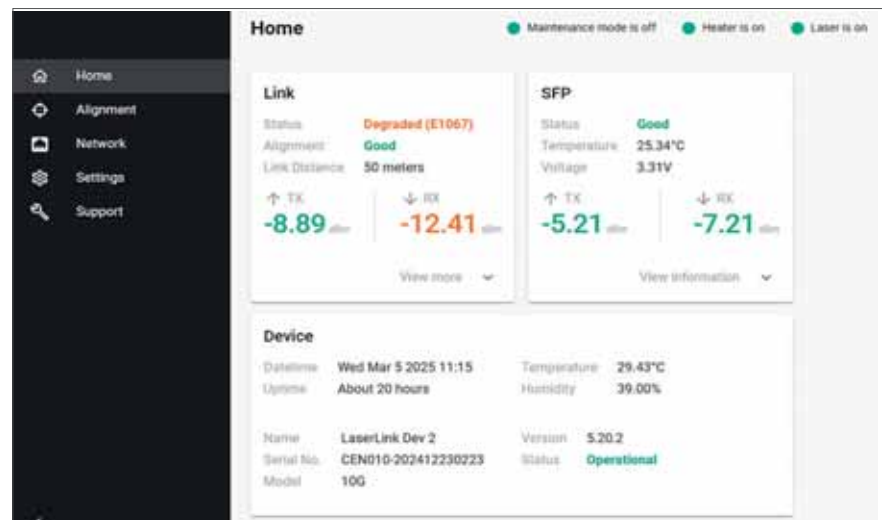 Home
Maintenance mode is off
Heater is on
Laser is on
Home
Alignment
Network
Settings
Support
Link
Status Degraded (E1067)
Alignment Good
Link Distance 50 meters
TX
RX
-8.89 dBm
-12.41 dBm
View more
SFP
Status Good
Temperature 25.34°C
Voltage 3.31V
TX
RX
-5.21 dBm
-7.21 dBm
View information
Device
Datetime Wed Mar 5 2025 11:15
Uptime About 20 hours
Temperature 29.43°C
Humidity 39.00%
Name LaserLink Dev 2
Serial No. CEN010-202412230223
Model 10G
Version 5.20.2
Status Operational